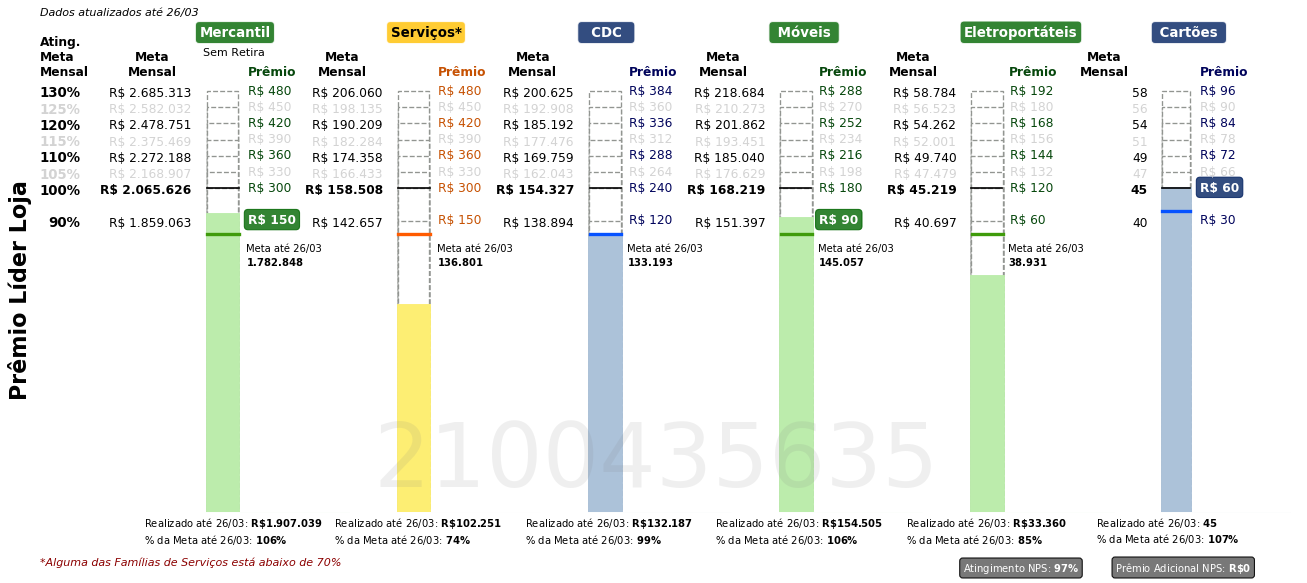 Dados atualizados até 26/03
Mercantil Serviços* CDC Móveis Eletroportáteis Cartões
Sem Retira
Ating. Meta Mensal Meta Mensal Prêmio Meta Mensal Prêmio Meta Mensal Prêmio Meta Mensal Prêmio Meta Mensal Prêmio Meta Mensal Prêmio
130% R$ 2.685.313 R$ 480 R$ 206.060 R$ 480 R$ 200.625 R$ 384 R$ 218.684 R$ 288 R$ 58.784 R$ 192 58 R$ 96
125% R$ 2.582.032 R$ 450 R$ 198.135 R$ 450 R$ 192.908 R$ 360 R$ 210.273 R$ 270 R$ 56.523 R$ 180 56 R$ 90
120% R$ 2.478.751 R$ 420 R$ 190.209 R$ 420 R$ 185.192 R$ 336 R$ 201.862 R$ 252 R$ 54.262 R$ 168 54 R$ 84
115% R$ 2.375.469 R$ 390 R$ 182.284 R$ 390 R$ 177.476 R$ 312 R$ 193.451 R$ 234 R$ 52.001 R$ 156 51 R$ 78
110% R$ 2.272.188 R$ 360 R$ 174.358 R$ 360 R$ 169.759 R$ 288 R$ 185.040 R$ 216 R$ 49.740 R$ 144 49 R$ 72
105% R$ 2.168.907 R$ 330 R$ 166.433 R$ 330 R$ 162.043 R$ 264 R$ 176.629 R$ 198 R$ 47.479 R$ 132 47 R$ 66
100% R$ 2.065.626 R$ 300 R$ 158.508 R$ 300 R$ 154.327 R$ 240 R$ 168.219 R$ 180 R$ 45.219 R$ 120 45 R$ 60
90% R$ 1.859.063 R$ 150 R$ 142.657 R$ 150 R$ 138.894 R$ 120 R$ 151.397 R$ 90 R$ 40.697 R$ 60 40 R$ 30
Meta até 26/03 Meta até 26/03 Meta até 26/03 Meta até 26/03 Meta até 26/03
1.782.848 136.801 133.193 145.057 38.931
Prêmio Líder Loja
2100435635
Realizado até 26/03: R$1.907.039 Realizado até 26/03: R$102.251 Realizado até 26/03: R$132.187 Realizado até 26/03: R$154.505 Realizado até 26/03: R$33.360 Realizado até 26/03: 45
% da Meta até 26/03: 106% % da Meta até 26/03: 74% % da Meta até 26/03: 99% % da Meta até 26/03: 106% % da Meta até 26/03: 85% % da Meta até 26/03: 107%
*Alguma das Famílias de Serviços está abaixo de 70%
Atingimento NPS: 97% Prêmio Adicional NPS: R$0